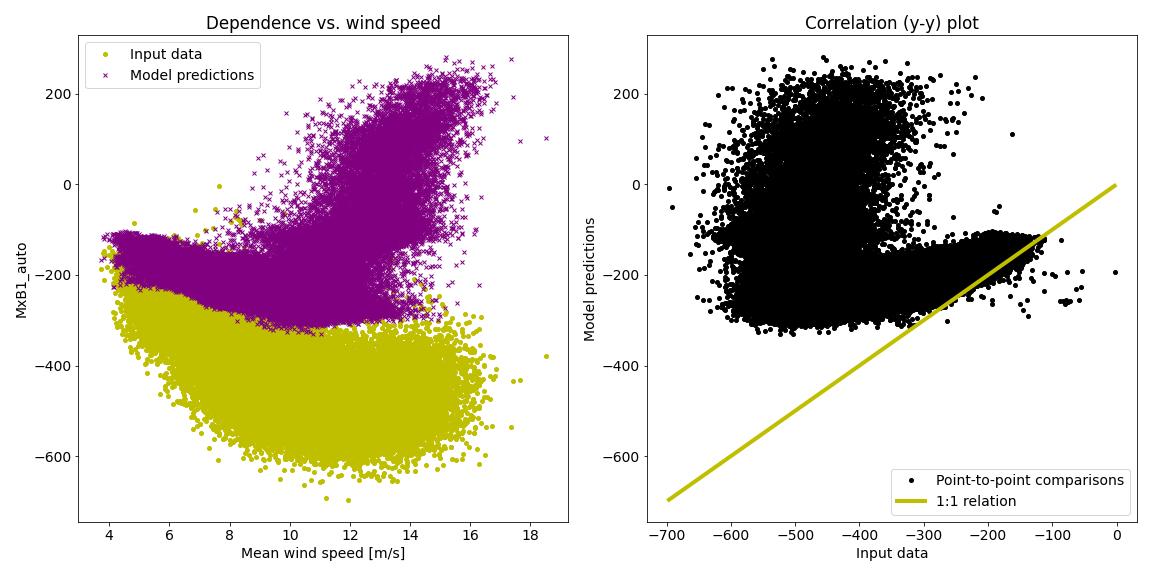 Dependence vs. wind speed
Input data
Model predictions
MxB1_auto
200
0
−200
−400
−600
4
6
8
10
12
14
16
18
Mean wind speed [m/s]
Correlation (y-y) plot
Model predictions
200
0
−200
−400
−600
Point-to-point comparisons
1:1 relation
−700
−600
−500
−400
−300
−200
−100
0
Input data